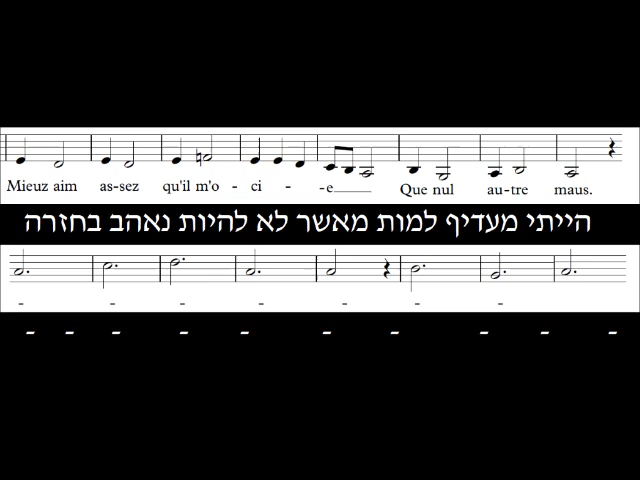 Mieuz aim as-sez qu'il m'o - ci - - e____ Que nul au-tre maus.
הייתי מעדיף למות מאשר לא להיות נאהב בחזרה
- - - - - - -
- - - - - - - - - -